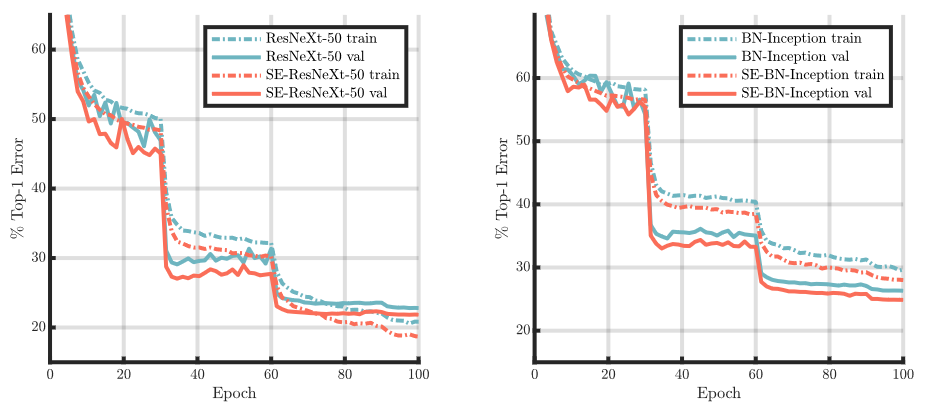 % Top-1 Error
60
50
40
30
20
0
20
40
60
80
100
Epoch
ResNeXt-50 train
ResNeXt-50 val
SE-ResNeXt-50 train
SE-ResNeXt-50 val
% Top-1 Error
60
50
40
30
20
0
20
40
60
80
100
Epoch
BN-Inception train
BN-Inception val
SE-BN-Inception train
SE-BN-Inception val